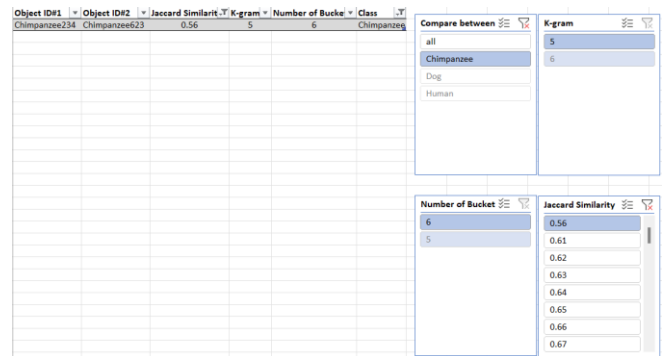 Object ID#1 Object ID#2 Jaccard Similarit K-gram Number of Bucke Class
Chimpanzee234 Chimpanzee623 0.56 5 6 Chimpanzee
Compare between
all
Chimpanzee
Dog
Human
K-gram
5
6
Number of Bucket
6
5
Jaccard Similarity
0.56
0.61
0.62
0.63
0.64
0.65
0.66
0.67